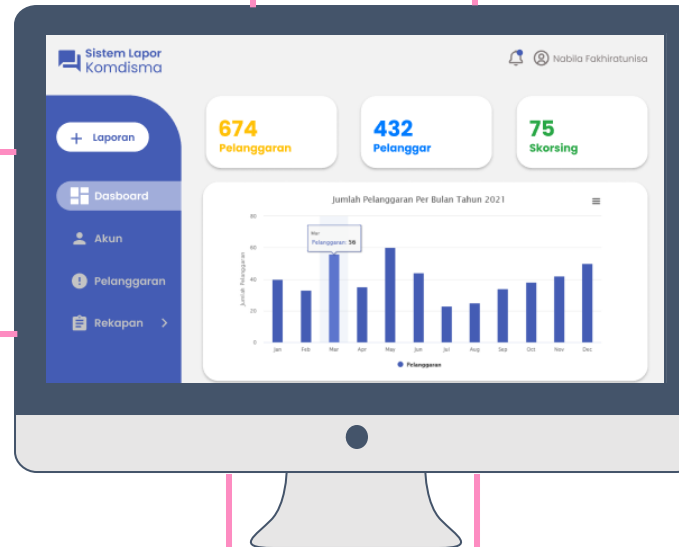 Sistem Lapor
Komdisma
Nabila Fakhiratunisa
+ Laporan
Dasboard
Akun
Pelanggaran
Rekapan
674
Pelanggaran
432
Pelanggar
75
Skorsing
Jumlah Pelanggaran Per Bulan Tahun 2021
Jumlah Pelanggaran
80
60
40
20
0
Mar
Pelanggaran: 56
Jan Feb Mar Apr May Jun Jul Aug Sep Oct Nov Dec
Pelanggaran